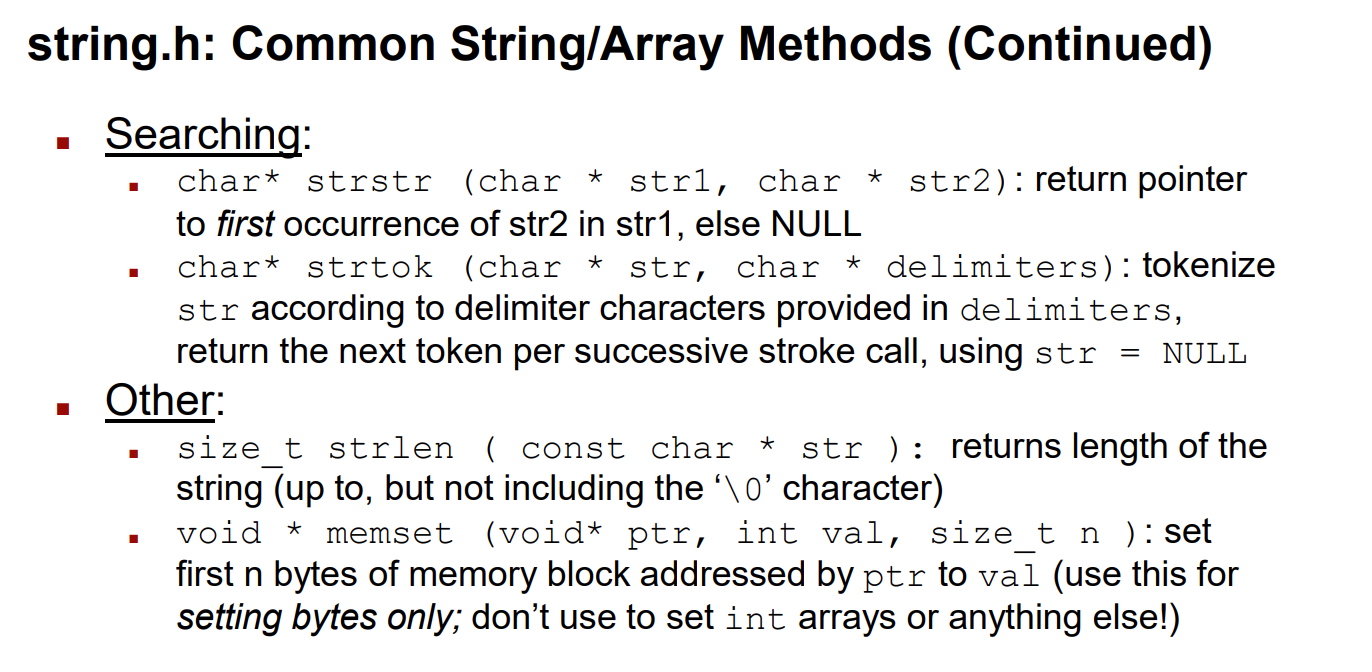 string.h: Common String/Array Methods (Continued)
Searching:
char* strstr (char * str1, char * str2): return pointer
to first occurrence of str2 in str1, else NULL
char* strtok (char * str, char * delimiters): tokenize
str according to delimiter characters provided in delimiters,
return the next token per successive stroke call, using str = NULL
Other:
size_t strlen ( const char * str ): returns length of the
string (up to, but not including the ‘\0’ character)
void * memset (void* ptr, int val, size_t n ): set
first n bytes of memory block addressed by ptr to val (use this for
setting bytes only; don’t use to set int arrays or anything else!)